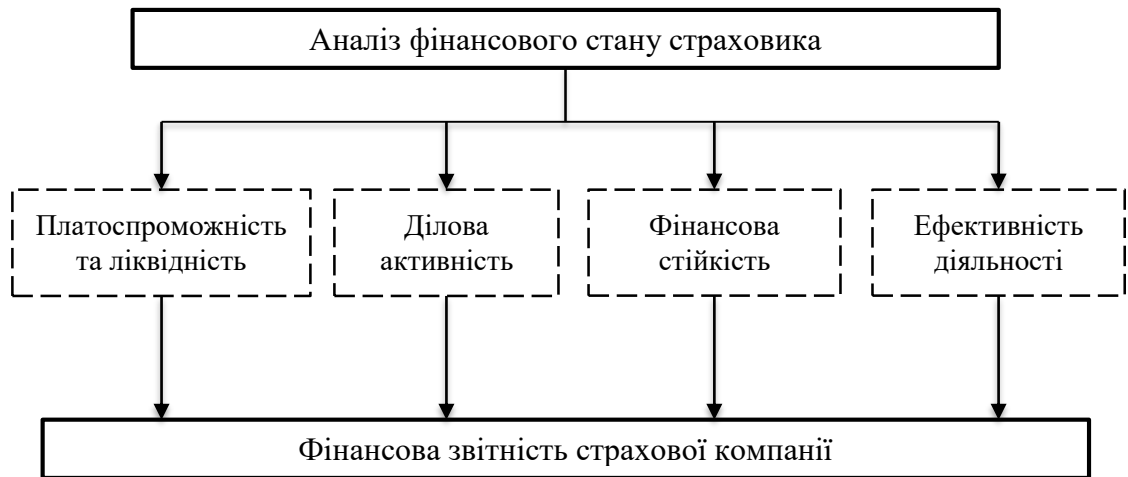 Аналіз фінансового стану страховика
Платоспроможність
та ліквідність
Ділова
активність
Фінансова
стійкість
Ефективність
діяльності
Фінансова звітність страхової компанії